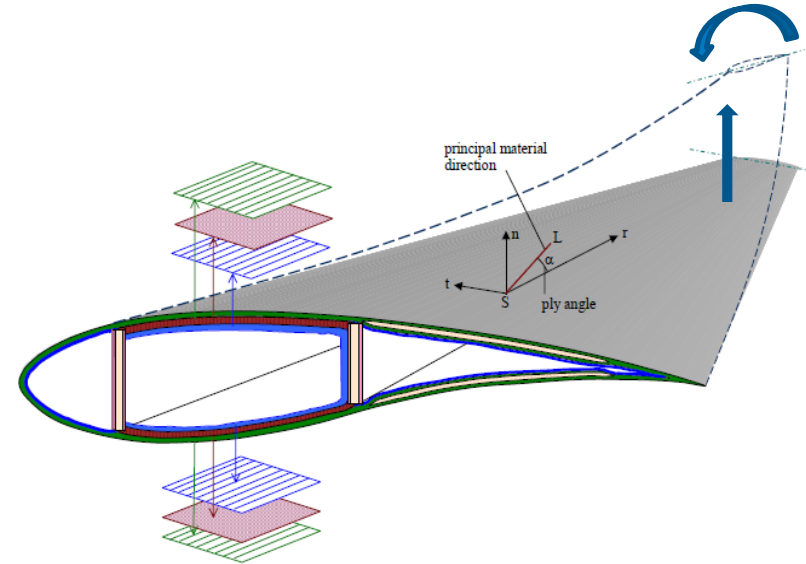 principal material
direction
n
L
r
α
t
S
ply angle